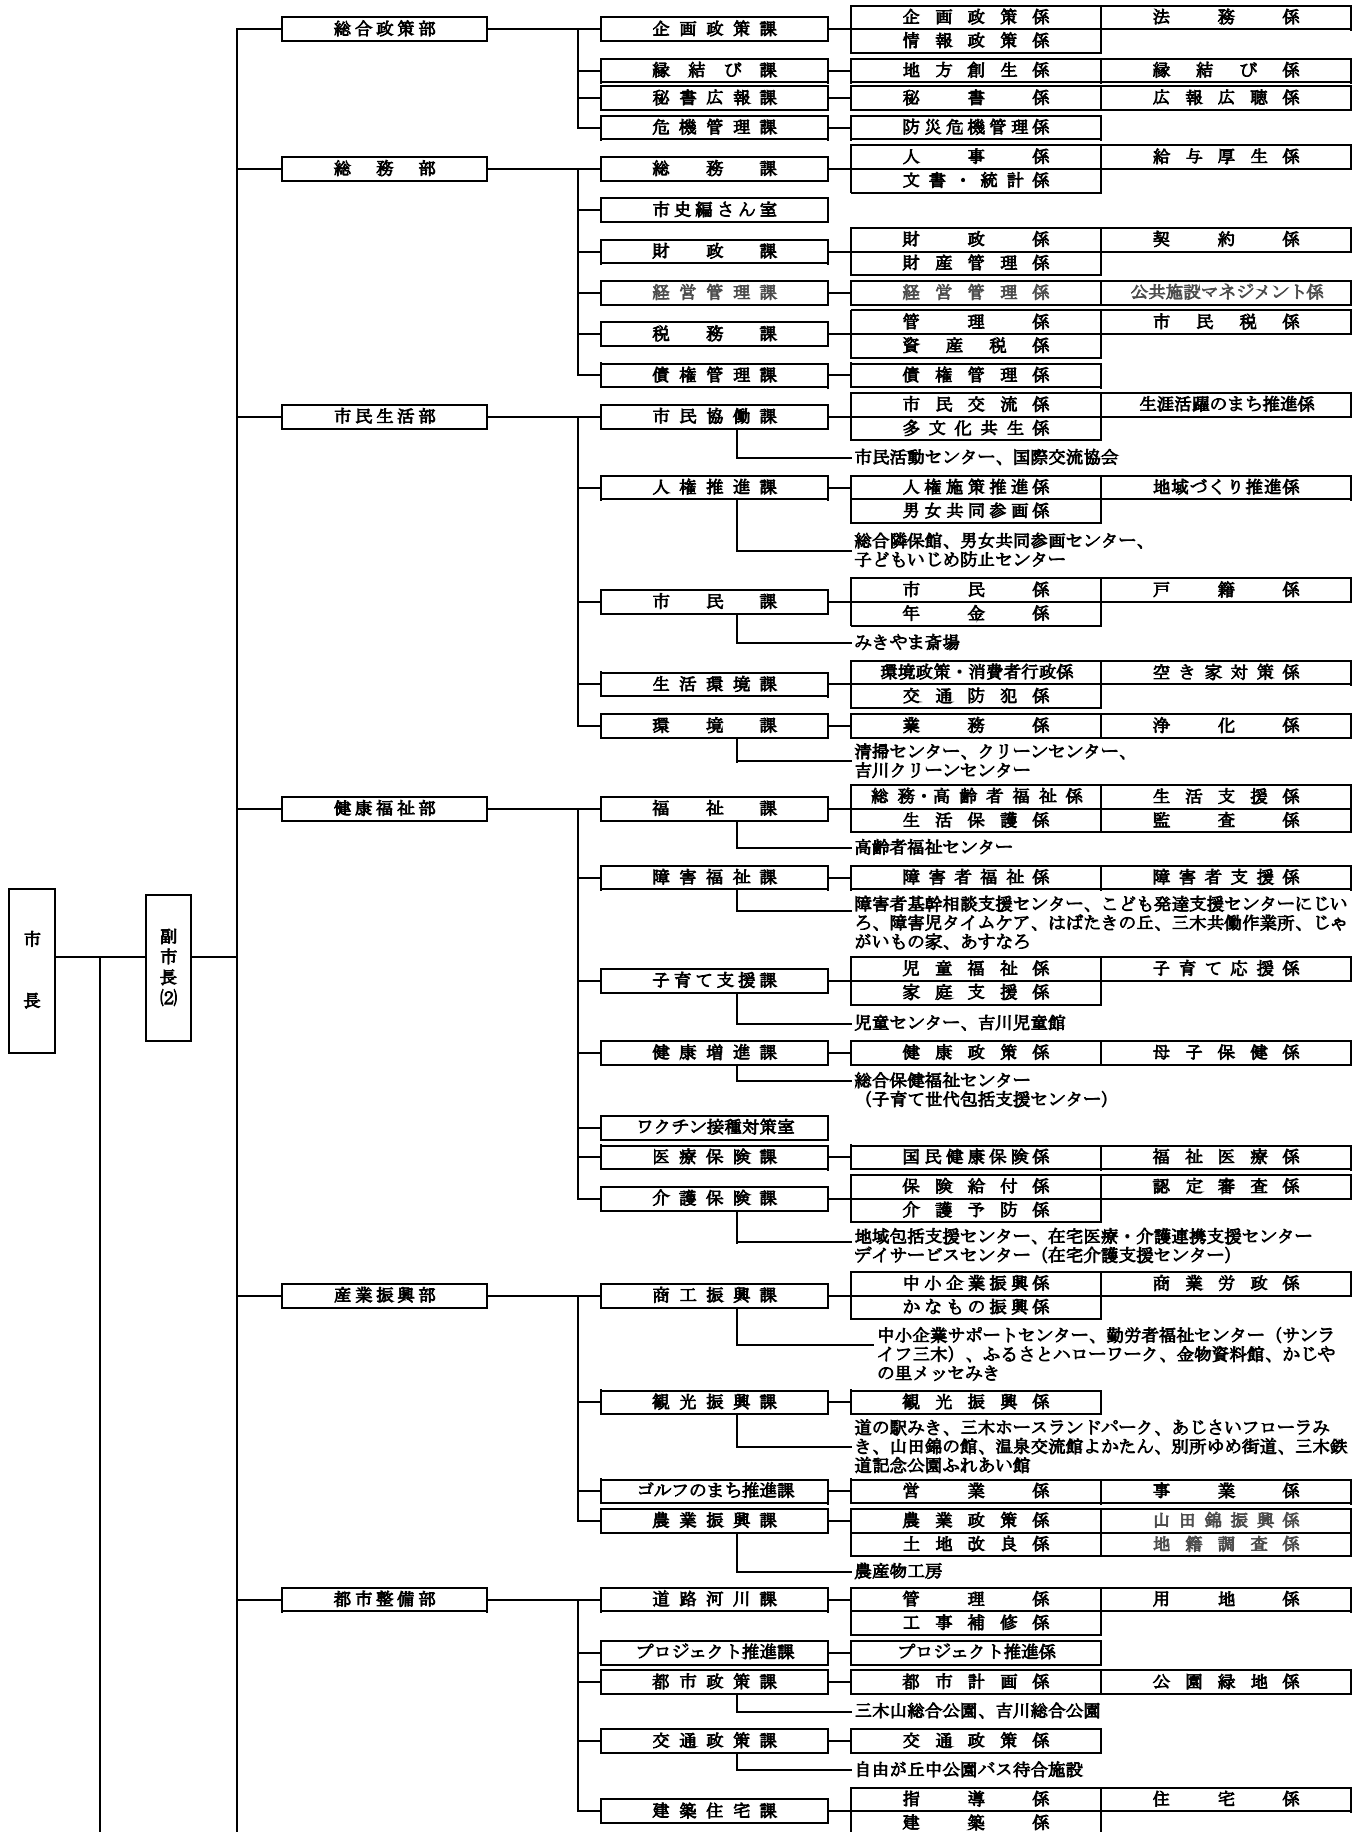 市長
副市長(2)
総合政策部
企画政策課
企画政策係 法務係
情報政策係
縁結び課 地方創生係 縁結び係
秘書広報課 秘書係 広報広聴係
危機管理課 防災危機管理係
総務部
総務課
人事係 給与厚生係
文書・統計係
市史編さん室
財政課
財政係 契約係
財産管理係
経営管理課 経営管理係 公共施設マネジメント係
税務課
管理係 市民税係
資産税係
債権管理課 債権管理係
市民生活部
市民協働課
市民交流係 生涯活躍のまち推進係
多文化共生係
市民活動センター、国際交流協会
人権推進課
人権施策推進係 地域づくり推進係
男女共同参画係
総合隣保館、男女共同参画センター、
子どもいじめ防止センター
市民課
市民係 戸籍係
年金係
みきやま斎場
生活環境課
環境政策・消費者行政係 空き家対策係
交通防犯係
環境課 業務係 浄化係
清掃センター、クリーンセンター、
吉川クリーンセンター
健康福祉部
福祉課
総務・高齢者福祉係 生活支援係
生活保護係 監査係
高齢者福祉センター
障害福祉課 障害者福祉係 障害者支援係
障害者基幹相談支援センター、こども発達支援センターにじい
ろ、障害児タイムケア、はばたきの丘、三木共働作業所、じゃ
がいもの家、あすなろ
子育て支援課
児童福祉係 子育て応援係
家庭支援係
児童センター、吉川児童館
健康増進課 健康政策係 母子保健係
総合保健福祉センター
（子育て世代包括支援センター）
ワクチン接種対策室
医療保険課 国民健康保険係 福祉医療係
介護保険課
保険給付係 認定審査係
介護予防係
地域包括支援センター、在宅医療・介護連携支援センター
デイサービスセンター（在宅介護支援センター）
産業振興部
商工振興課
中小企業振興係 商業労政係
かなもの振興係
中小企業サポートセンター、勤労者福祉センター（サンラ
イフ三木）、ふるさとハローワーク、金物資料館、かじや
の里メッセみき
観光振興課 観光振興係
道の駅みき、三木ホースランドパーク、あじさいフローラみ
き、山田錦の館、温泉交流館よかたん、別所ゆめ街道、三木鉄
道記念公園ふれあい館
ゴルフのまち推進課 営業係 事業係
農業振興課
農業政策係 山田錦振興係
土地改良係 地籍調査係
農産物工房
都市整備部
道路河川課
管理係 用地係
工事補修係
プロジェクト推進課 プロジェクト推進係
都市政策課 都市計画係 公園緑地係
三木山総合公園、吉川総合公園
交通政策課 交通政策係
自由が丘中公園バス待合施設
建築住宅課
指導係 住宅係
建築係